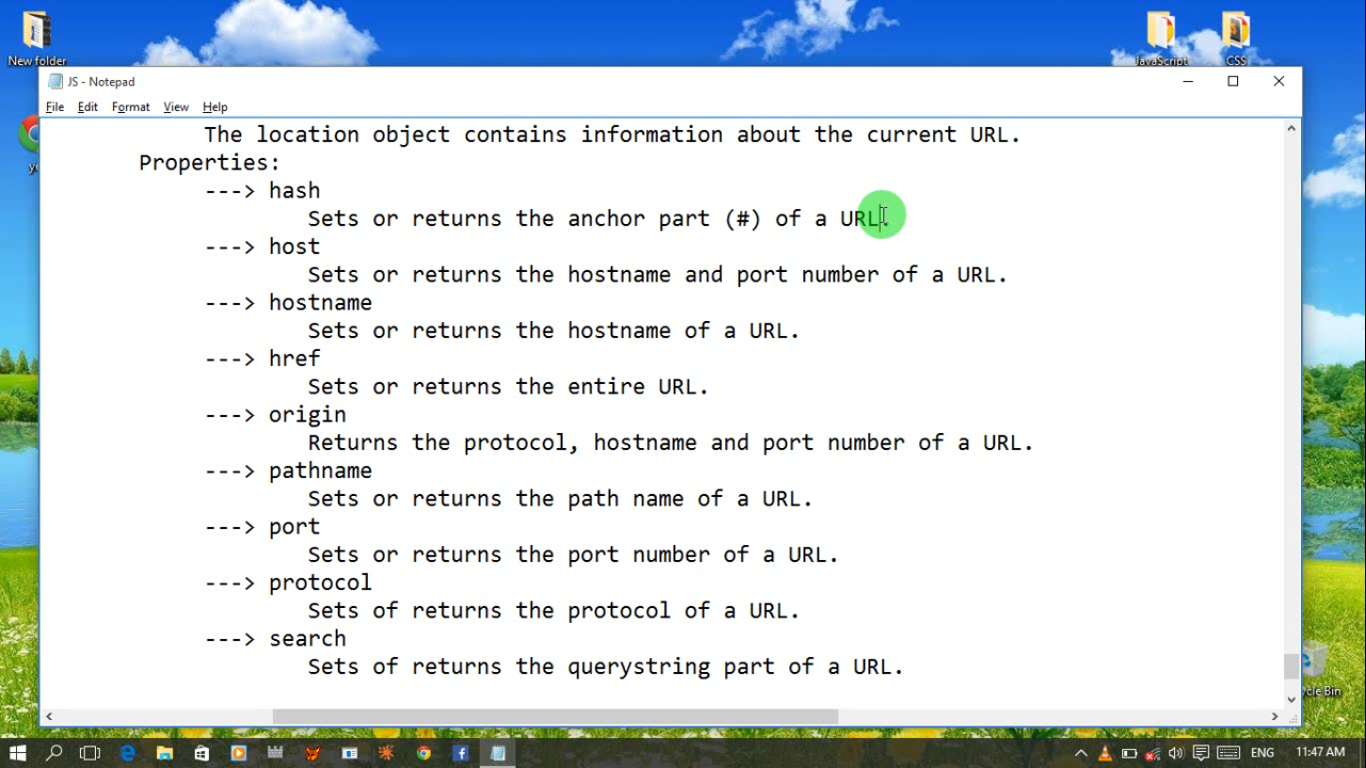 New folder
JavaScript
CSS
JS - Notepad
File Edit Format View Help
The location object contains information about the current URL.
Properties:
---> hash
Sets or returns the anchor part (#) of a URL.
---> host
Sets or returns the hostname and port number of a URL.
---> hostname
Sets or returns the hostname of a URL.
---> href
Sets or returns the entire URL.
---> origin
Returns the protocol, hostname and port number of a URL.
---> pathname
Sets or returns the path name of a URL.
---> port
Sets or returns the port number of a URL.
---> protocol
Sets of returns the protocol of a URL.
---> search
Sets of returns the querystring part of a URL.
cle Bin
ENG 11:47 AM